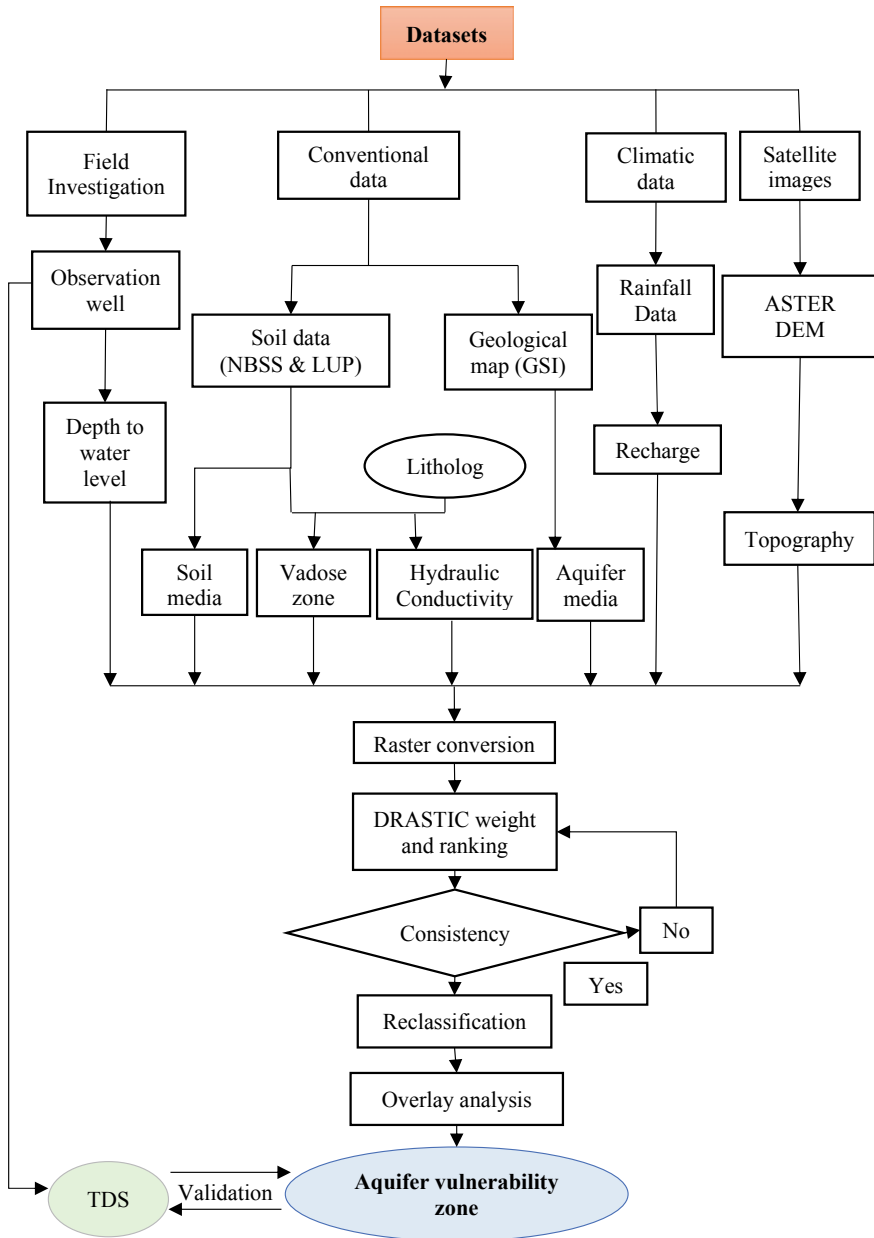 Datasets
Field
Investigation
Conventional
data
Climatic
data
Satellite
images
Observation
well
Soil data
(NBSS & LUP)
Geological
map (GSI)
Rainfall
Data
ASTER
DEM
Depth to
water
level
Litholog
Recharge
Soil
media
Vadose
zone
Hydraulic
Conductivity
Aquifer
media
Topography
Raster conversion
DRASTIC weight
and ranking
Consistency
No
Yes
Reclassification
Overlay analysis
TDS
Validation
Aquifer vulnerability
zone